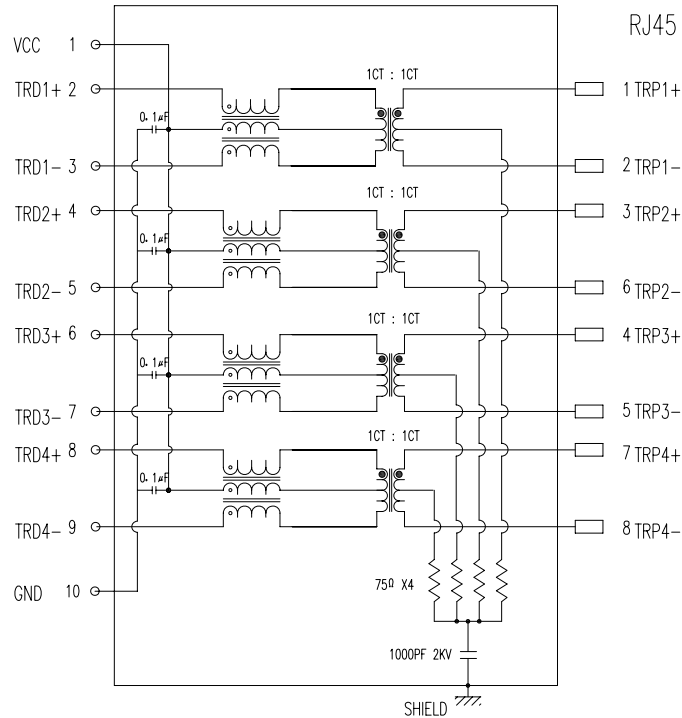 RJ45
VCC 1
1CT : 1CT
TRD1+ 2
1 TRP1+
0.1μF
TRD1- 3
2 TRP1-
1CT : 1CT
TRD2+ 4
3 TRP2+
0.1μF
TRD2- 5
6 TRP2-
1CT : 1CT
TRD3+ 6
4 TRP3+
0.1μF
TRD3- 7
5 TRP3-
1CT : 1CT
TRD4+ 8
7 TRP4+
0.1μF
TRD4- 9
8 TRP4-
75Ω X4
GND 10
1000PF 2KV
SHIELD